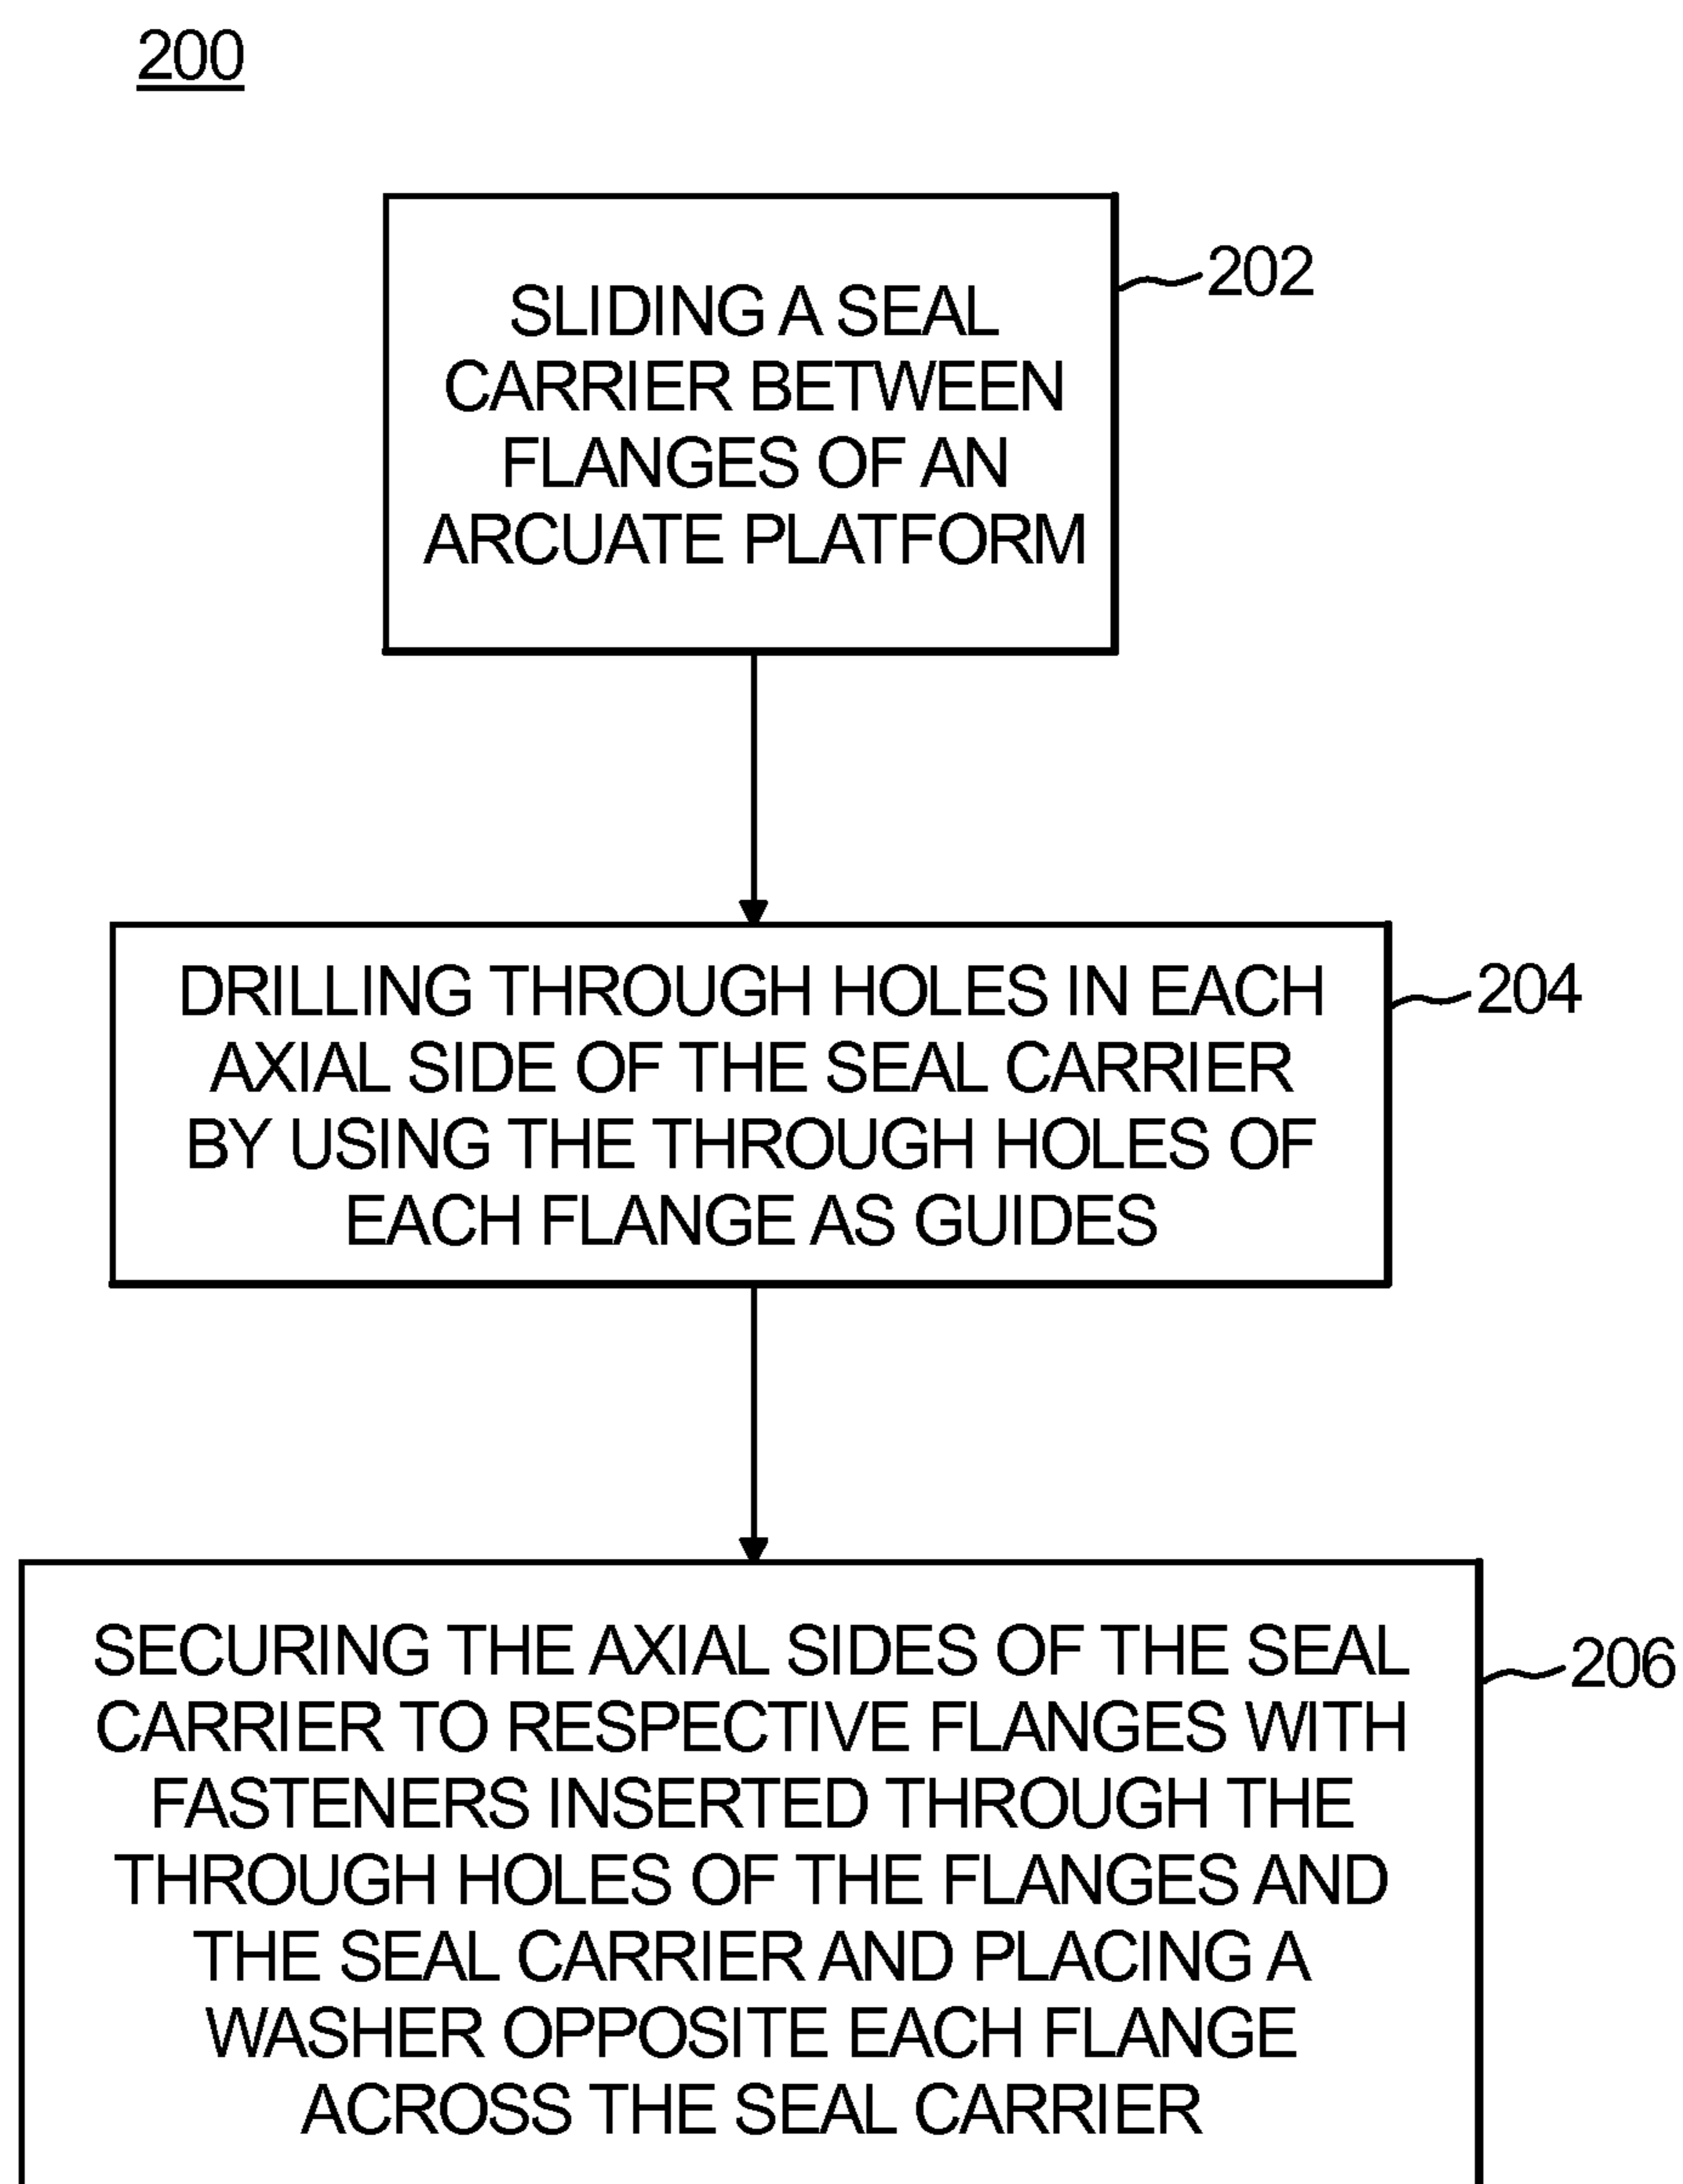 200
SLIDING A SEAL
CARRIER BETWEEN
FLANGES OF AN
ARCUATE PLATFORM
202
DRILLING THROUGH HOLES IN EACH
AXIAL SIDE OF THE SEAL CARRIER
BY USING THE THROUGH HOLES OF
EACH FLANGE AS GUIDES
204
SECURING THE AXIAL SIDES OF THE SEAL
CARRIER TO RESPECTIVE FLANGES WITH
FASTENERS INSERTED THROUGH THE
THROUGH HOLES OF THE FLANGES AND
THE SEAL CARRIER AND PLACING A
WASHER OPPOSITE EACH FLANGE
ACROSS THE SEAL CARRIER
206